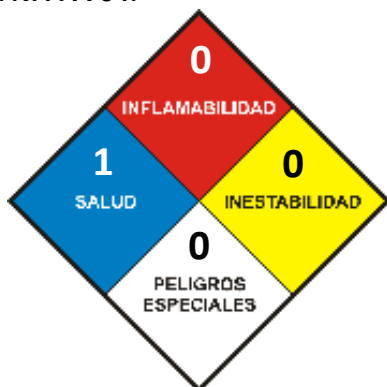 0
INFLAMABILIDAD
1
SALUD
0
INESTABILIDAD
0
PELIGROS
ESPECIALES